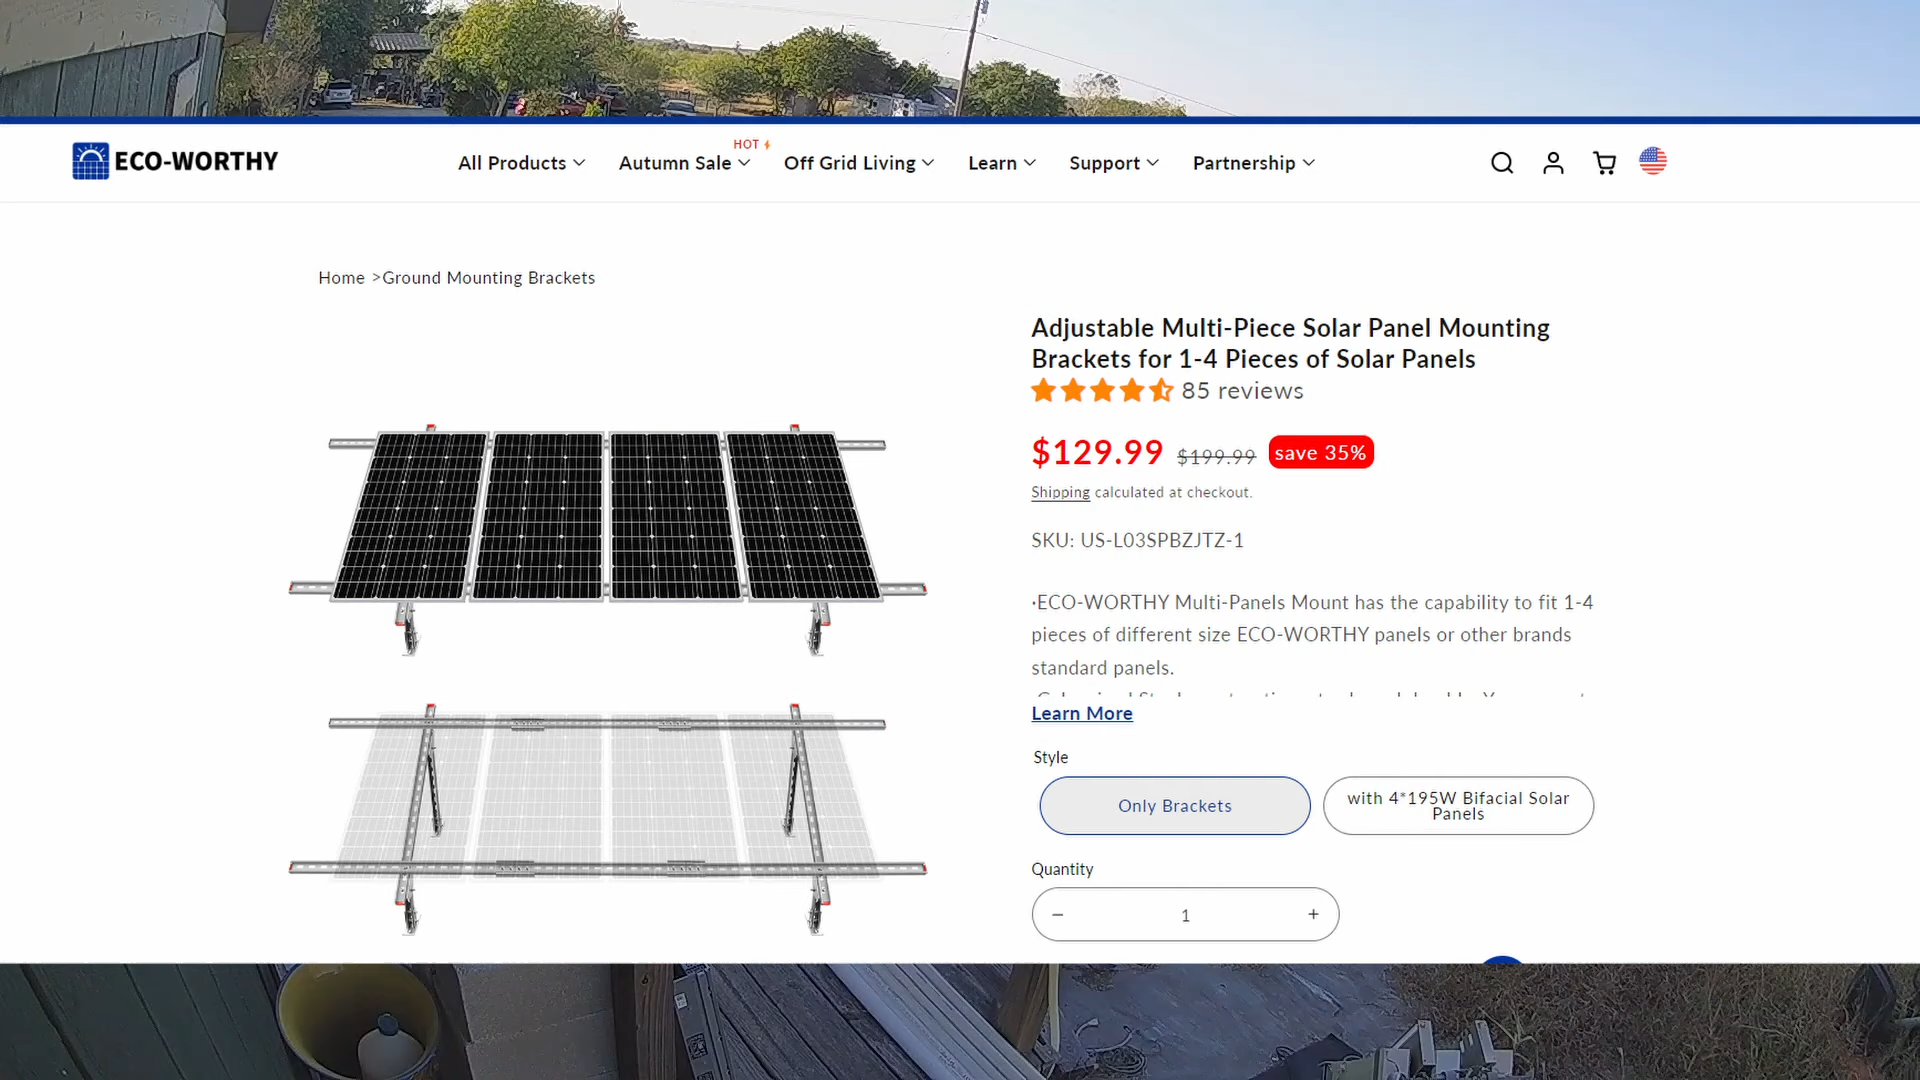 ECO-WORTHY
All Products
Autumn Sale
HOT
Off Grid Living
Learn
Support
Partnership
Home >Ground Mounting Brackets
Adjustable Multi-Piece Solar Panel Mounting
Brackets for 1-4 Pieces of Solar Panels
85 reviews
$129.99 $199.99 save 35%
Shipping calculated at checkout.
SKU: US-L03SPBZJTZ-1
·ECO-WORTHY Multi-Panels Mount has the capability to fit 1-4
pieces of different size ECO-WORTHY panels or other brands
standard panels.
Learn More
Style
Only Brackets
with 4*195W Bifacial Solar
Panels
Quantity
− 1 +